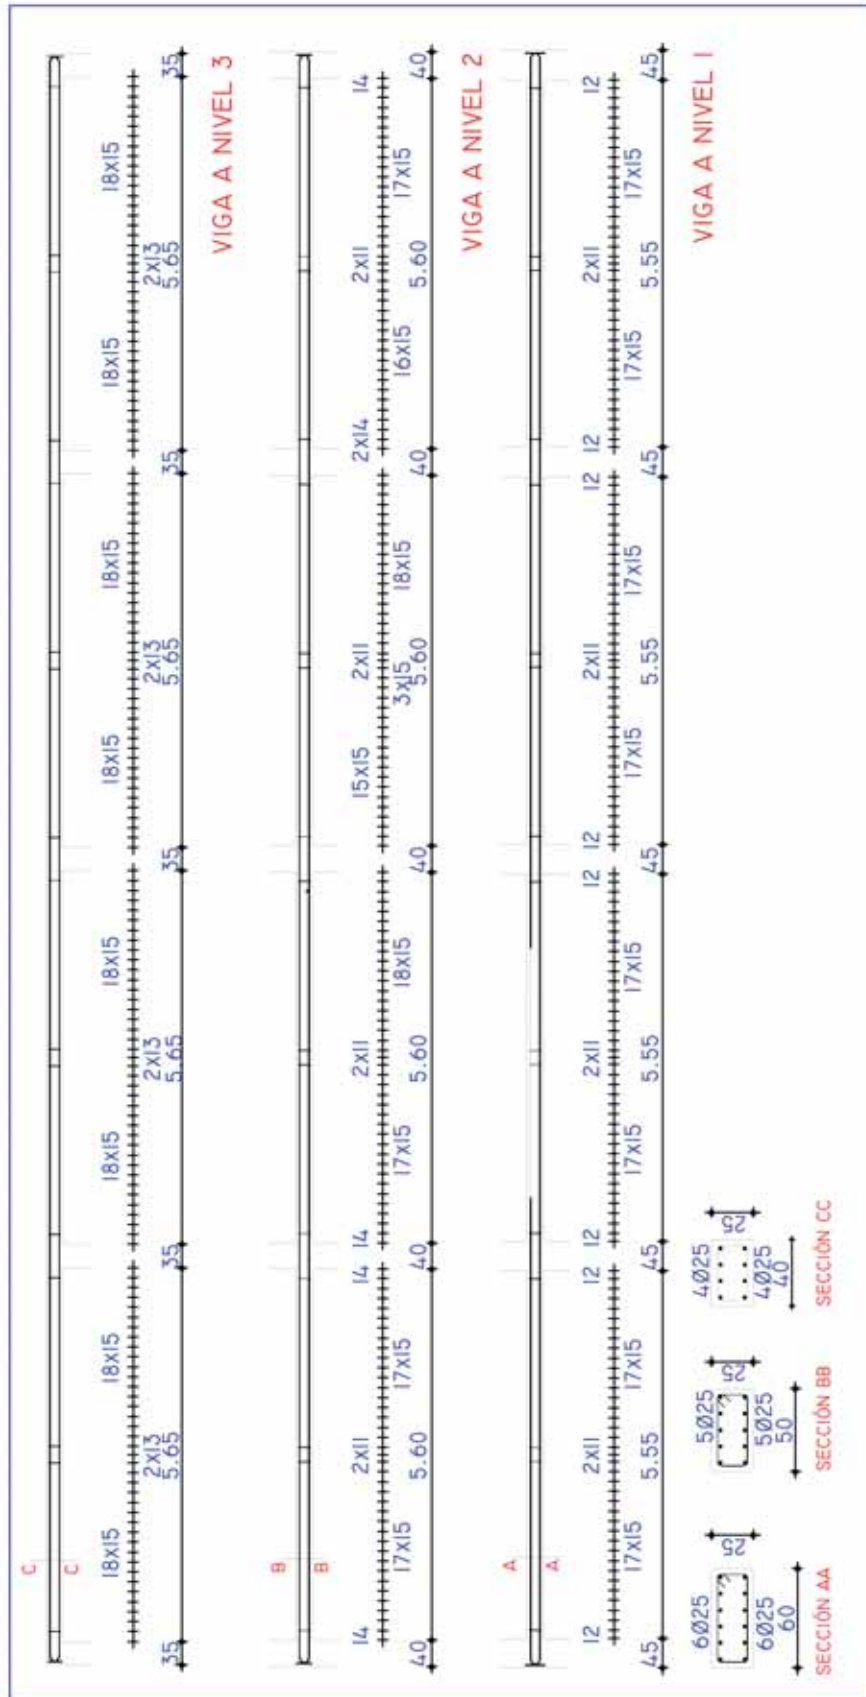 C
C
18X15 18X15 18X15 18X15 18X15 18X15 18X15 18X15
2X13 2X13 2X13 2X13
35 5.65 35 5.65 35 5.65 35 5.65 35
VIGA A NIVEL 3
B
B
14 2X11 14 14 2X11 15X15 2X11 2X14 2X11 14
17X15 17X15 17X15 18X15 3X15 18X15 16X15 17X15
40 5.60 40 5.60 40 5.60 40 5.60 40
VIGA A NIVEL 2
A
A
12 2X11 12 12 2X11 12 12 2X11 12 12 2X11 12
17X15 17X15 17X15 17X15 17X15 17X15 17X15 17X15
45 5.55 45 5.55 45 5.55 45 5.55 45
VIGA A NIVEL 1
6Ø25
25
6Ø25
60
SECCIÓN AA
5Ø25
25
5Ø25
50
SECCIÓN BB
4Ø25
25
4Ø25
40
SECCIÓN CC